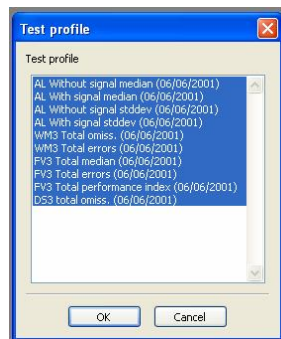 Test profile
Test profile
AL Without signal median (06/06/2001)
AL With signal median (06/06/2001)
AL Without signal stddev (06/06/2001)
AL With signal stddev (06/06/2001)
WM3 Total omiss. (06/06/2001)
WM3 Total errors (06/06/2001)
FV3 Total median (06/06/2001)
FV3 Total errors (06/06/2001)
FV3 Total performance index (06/06/2001)
DS3 total omiss. (06/06/2001)
OK Cancel